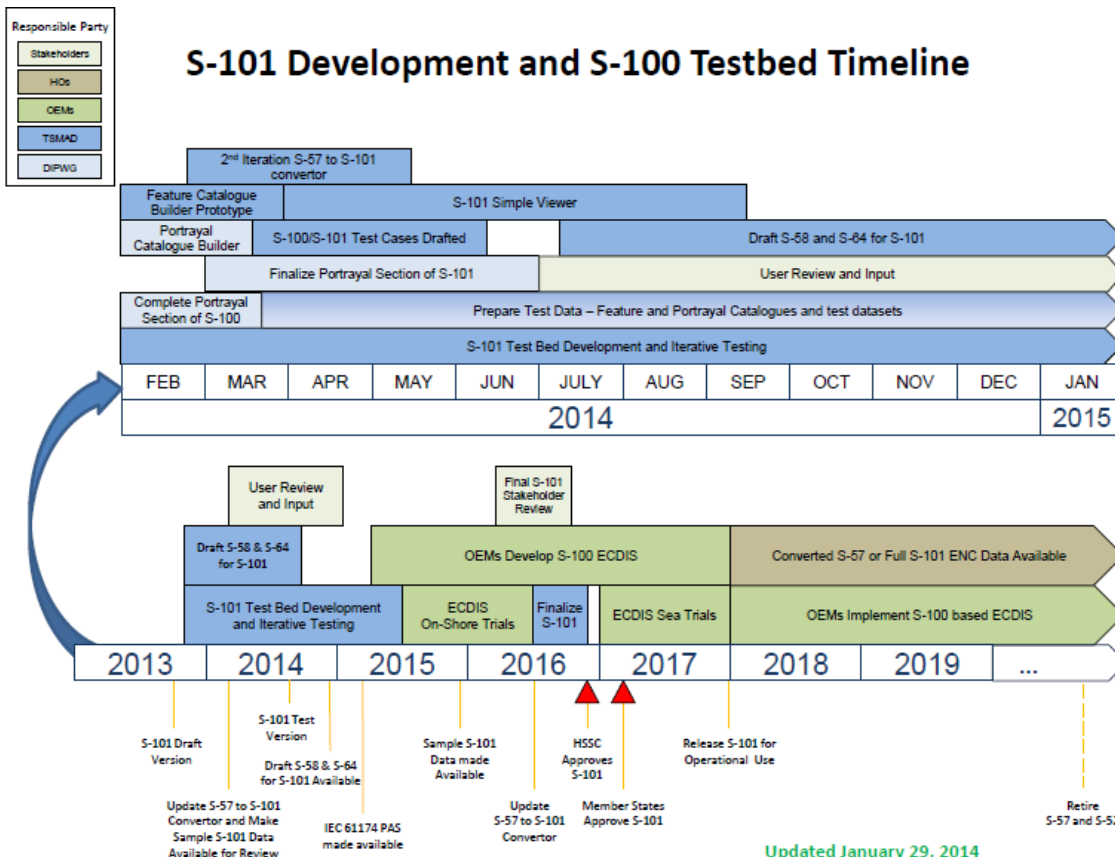 Responsible Party
Stakeholders
HOs
OEMs
TSMAD
DIPWG
S-101 Development and S-100 Testbed Timeline
2nd Iteration S-57 to S-101
convertor
Feature Catalogue
Builder Prototype
S-101 Simple Viewer
Portrayal
Catalogue Builder
S-100/S-101 Test Cases Drafted
Draft S-58 and S-64 for S-101
Finalize Portrayal Section of S-101
User Review and Input
Complete Portrayal
Section of S-100
Prepare Test Data – Feature and Portrayal Catalogues and test datasets
S-101 Test Bed Development and Iterative Testing
FEB MAR APR MAY JUN JULY AUG SEP OCT NOV DEC JAN
2014 2015
User Review
and Input
Final S-101
Stakeholder
Review
Draft S-58 & S-64
for S-101
OEMs Develop S-100 ECDIS
Converted S-57 or Full S-101 ENC Data Available
S-101 Test Bed Development
and Iterative Testing
ECDIS
On-Shore Trials
Finalize
S-101
ECDIS Sea Trials
OEMs Implement S-100 based ECDIS
2013 2014 2015 2016 2017 2018 2019 ...
S-101 Draft
Version
Update S-57 to S-101
Convertor and Make
Sample S-101 Data
Available for Review
S-101 Test
Version
Draft S-58 & S-64
for S-101 Available
IEC 61174 PAS
made available
Sample S-101
Data made
Available
Update
S-57 to S-101
Convertor
HSSC
Approves
S-101
Member States
Approve S-101
Release S-101 for
Operational Use
Retire
S-57 and S-52
Updated January 29, 2014